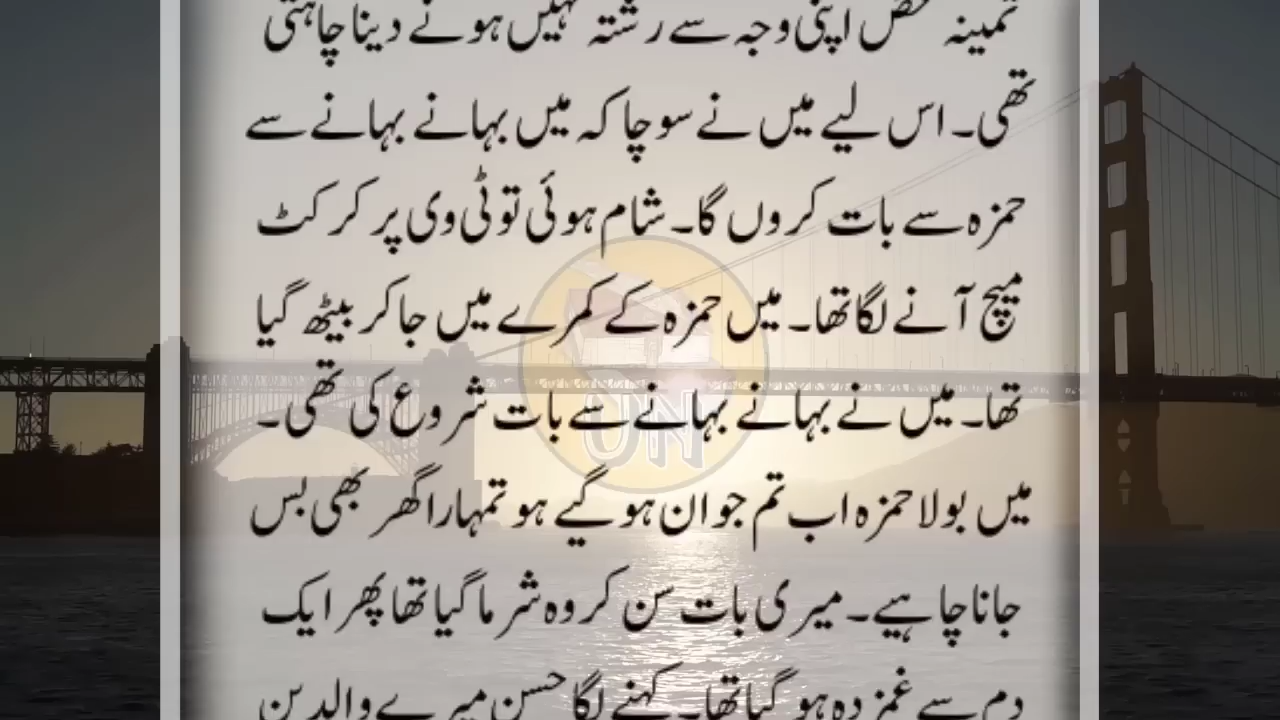 ثمینہ محض اپنی وجہ سے رشتہ نہیں ہونے دینا چاہتی
تھی۔ اس لیے میں نے سوچا کہ میں بہانے بہانے سے
حمزہ سے بات کروں گا۔ شام ہوئی تو ٹی وی پر کرکٹ
میچ آنے لگا تھا۔ میں حمزہ کے کمرے میں جا کر بیٹھ گیا
تھا۔ میں نے بہانے بہانے سے بات شروع کی تھی۔
میں بولا حمزہ اب تم جوان ہو گیے ہو تمہارا گھر بھی بس
جانا چاہیے۔ میری بات سن کر وہ شرما گیا تھا پھر ایک
دم سے غمزدہ ہو گیا تھا۔ کہنے لگا حسن میرے والدین
UN